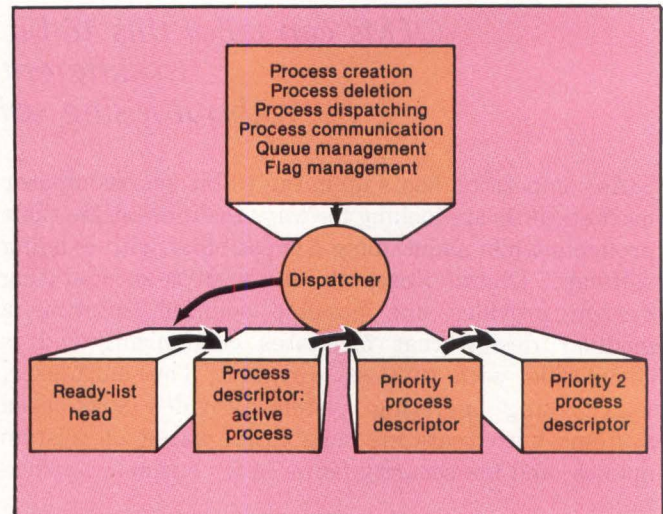 Process creation
Process deletion
Process dispatching
Process communication
Queue management
Flag management
Dispatcher
Ready-list
head
Process
descriptor:
active
process
Priority 1
process
descriptor
Priority 2
process
descriptor